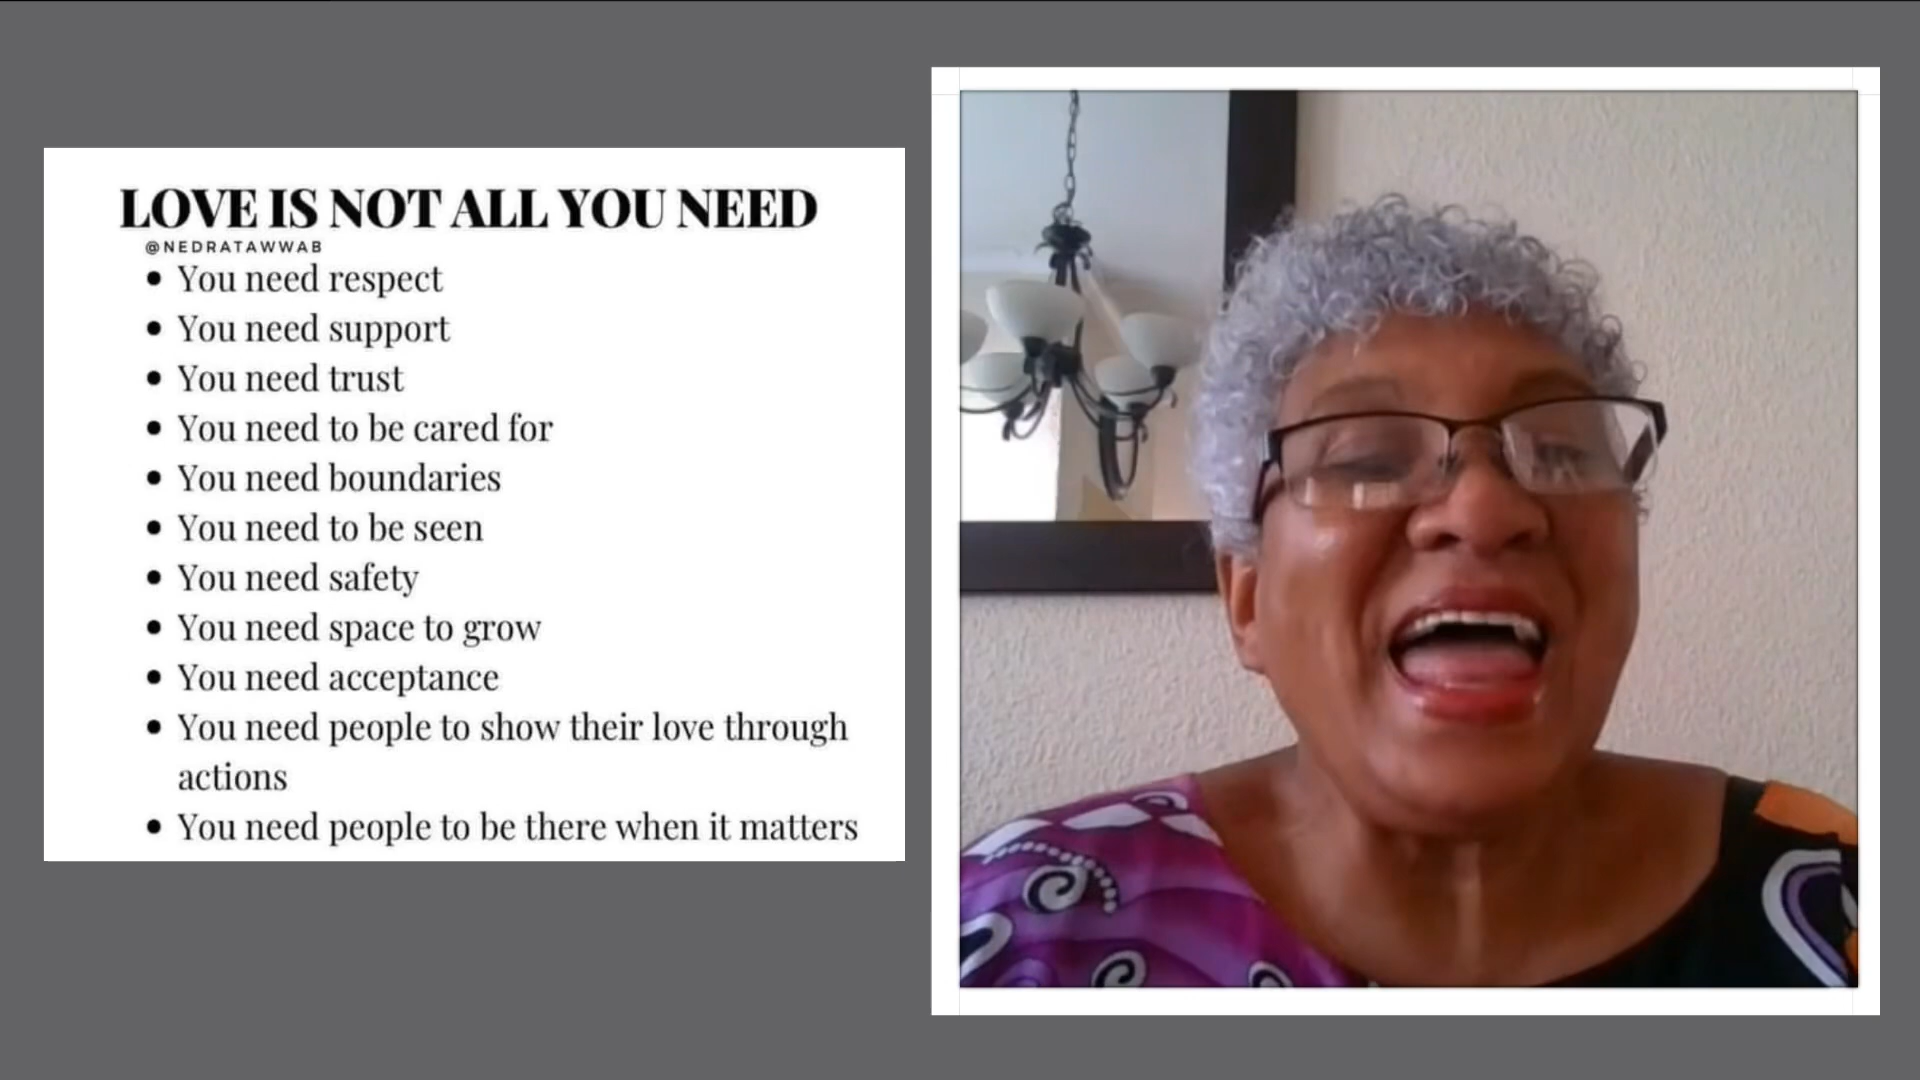 LOVE IS NOT ALL YOU NEED
@NEDRATAWWAB
• You need respect
• You need support
• You need trust
• You need to be cared for
• You need boundaries
• You need to be seen
• You need safety
• You need space to grow
• You need acceptance
• You need people to show their love through
actions
• You need people to be there when it matters